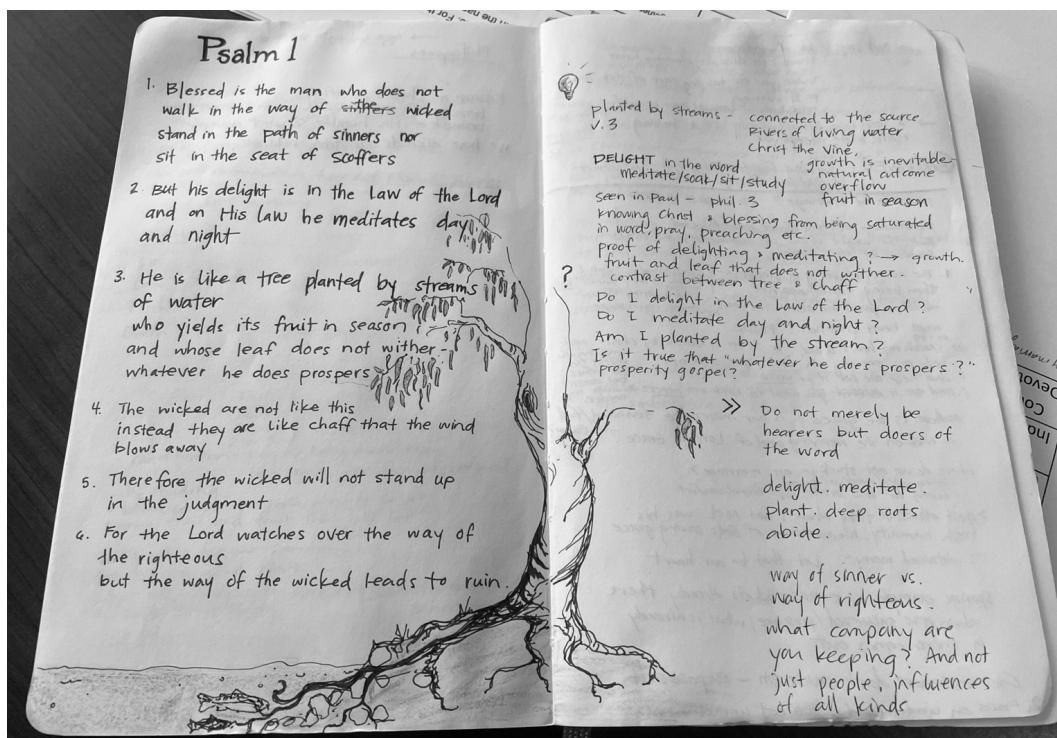 Psalm 1
1. Blessed is the man who does not
walk in the way of wicked
stand in the path of sinners nor
sit in the seat of scoffers
2. But his delight is in the Law of the Lord
and on His law he meditates day
and night
3. He is like a tree planted by streams
of water
who yields its fruit in season
and whose leaf does not wither-
whatever he does prospers
4. The wicked are not like this
instead they are like chaff that the wind
blows away
5. Therefore the wicked will not stand up
in the judgment
6. For the Lord watches over the way of
the righteous
but the way of the wicked leads to ruin.
planted by streams - connected to the source
v.3
Rivers of living water
Christ the Vine
growth is inevitable
natural outcome
overflow
fruit in season
DELIGHT in the word
meditate/soak/sit/study
seen in Paul - phil. 3
knowing Christ & blessing from being saturated
in word, pray, preaching etc.
proof of delighting & meditating? → growth.
fruit and leaf that does not wither.
contrast between tree & chaff
?
Do I delight in the Law of the Lord?
Do I meditate day and night?
Am I planted by the stream?
Is it true that "whatever he does prospers?"
prosperity gospel?
>> Do not merely be
hearers but doers of
the word
delight. meditate.
plant. deep roots
abide.
way of sinner vs.
way of righteous.
what company are
you keeping? And not
just people, influences
of all kinds